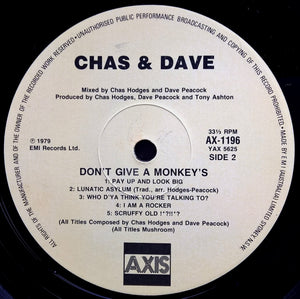 CHAS & DAVE
Mixed by Chas Hodges and Dave Peacock
Produced by Chas Hodges, Dave Peacock and Tony Ashton
℗ 1979
EMI Records Ltd.
33⅓ RPM
AX-1196
YAX 5625
SIDE 2
DON'T GIVE A MONKEY'S
1: PAY UP AND LOOK BIG
2: LUNATIC ASYLUM (Trad., arr. Hodges-Peacock)
3: WHO D'YA THINK YOU'RE TALKING TO?
4: I AM A ROCKER
5: SCRUFFY OLD !*?!!*?
(All Titles Composed by Chas Hodges and Dave Peacock)
(All Titles Mushroom)
AXIS
ALL RIGHTS OF THE MANUFACTURER AND OF THE OWNER OF THE RECORDED WORK RESERVED • UNAUTHORISED PUBLIC PERFORMANCE BROADCASTING AND COPYING OF THIS RECORD PROHIBITED • MADE BY E M I (AUSTRALIA) LIMITED SYDNEY N.S.W.